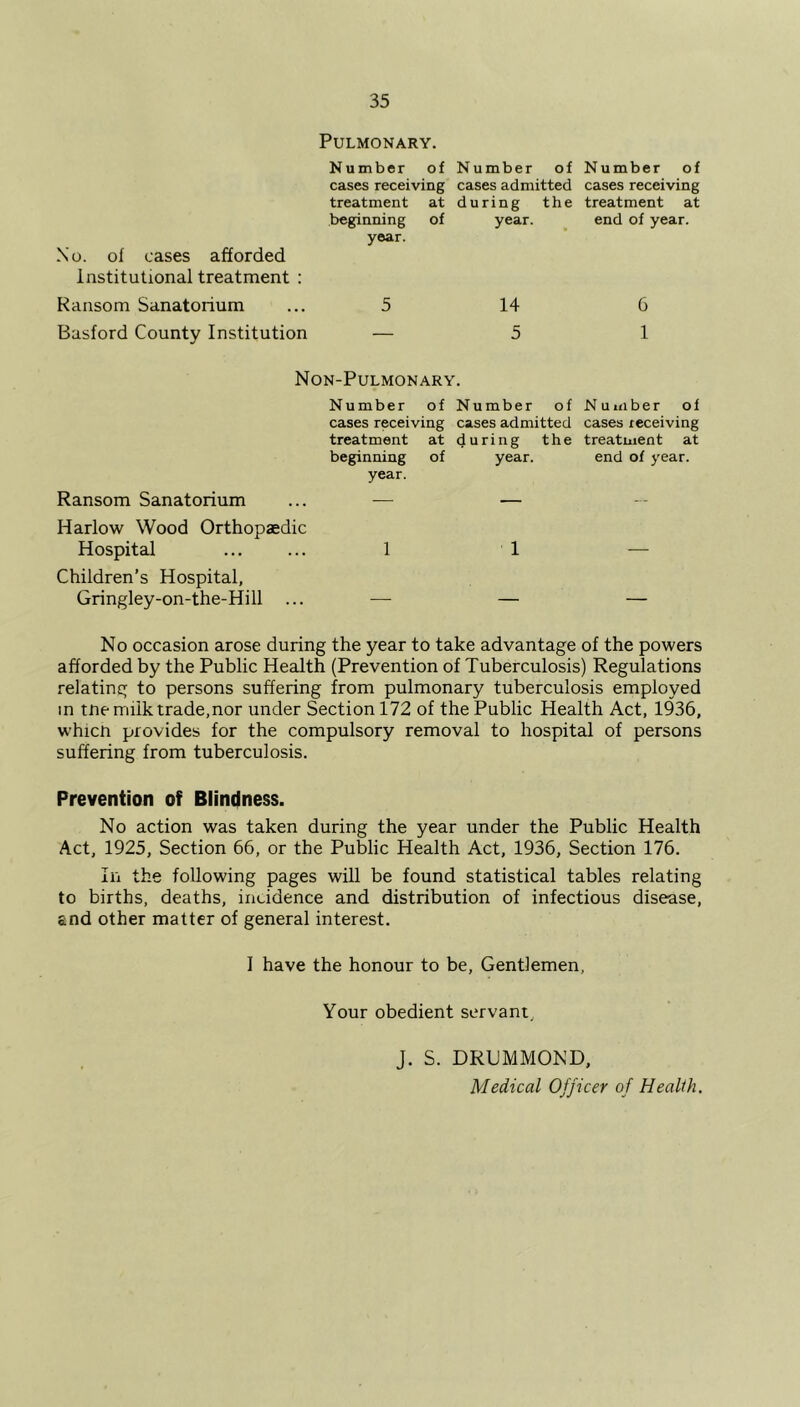 35
PULMONARY.
Number of Number of Number of
cases receiving cases admitted cases receiving
treatment at during the treatment at
beginning of year. end of year.
year.
No. of cases afforded
Institutional treatment :
Ransom Sanatorium ... 5 14 6
Basford County Institution — 5 1
NON-PULMONARY.
Number of Number of Number of
cases receiving cases admitted cases receiving
treatment at during the treatment at
beginning of year. end of year.
year.
Ransom Sanatorium ... — — —
Harlow Wood Orthopædic
Hospital ... ... 1 1 —
Children's Hospital,
Gringley-on-the-Hill ... — — —
No occasion arose during the year to take advantage of the powers
afforded by the Public Health (Prevention of Tuberculosis) Regulations
relating to persons suffering from pulmonary tuberculosis employed
in the milk trade,nor under Section 172 of the Public Health Act, 1936,
which provides for the compulsory removal to hospital of persons
suffering from tuberculosis.
Prevention of Blindness.
No action was taken during the year under the Public Health
Act, 1925, Section 66, or the Public Health Act, 1936, Section 176.
In the following pages will be found statistical tables relating
to births, deaths, incidence and distribution of infectious disease,
and other matter of general interest.
I have the honour to be, Gentlemen,
Your obedient servant,
J. S. DRUMMOND,
Medical Officer of Health.